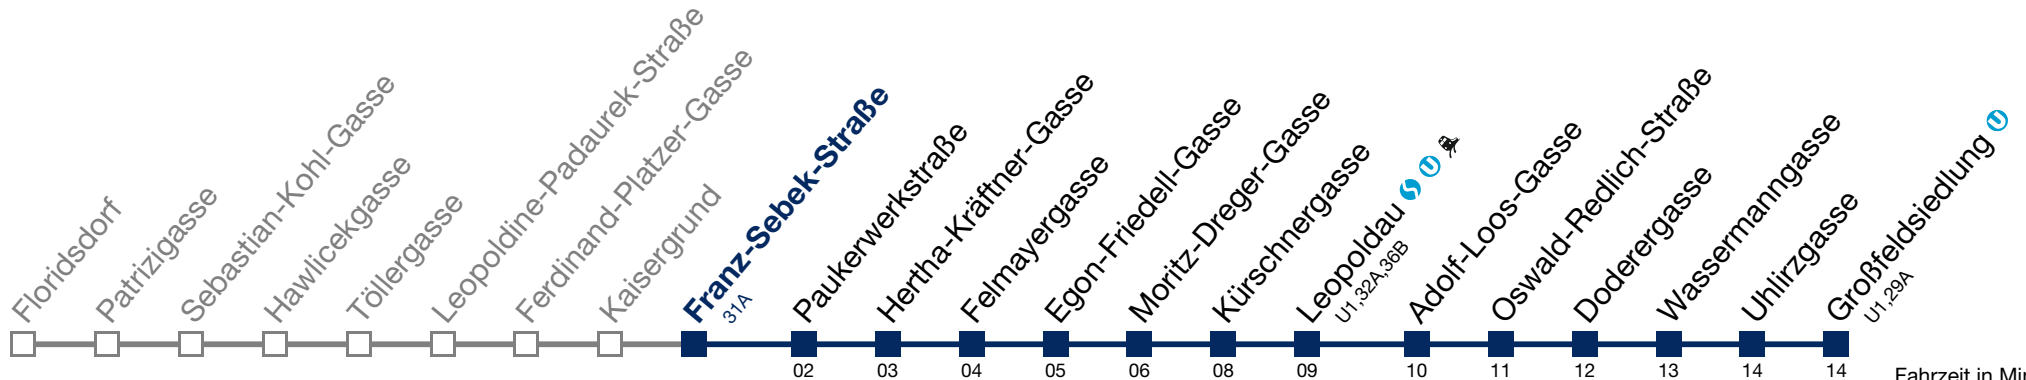 Floridsdorf
Patrizigasse
Sebastian-Kohl-Gasse
Hawlicekgasse
Töllergasse
Leopoldine-Padaurek-Straße
Ferdinand-Platzer-Gasse
Kaisergrund
Franz-Sebek-Straße
31A
Paukerwerkstraße
Hertha-Kräftner-Gasse
Felmayergasse
Egon-Friedell-Gasse
Moritz-Dreger-Gasse
Kürschnergasse
Leopoldau
U1,32A,36B
Adolf-Loos-Gasse
Oswald-Redlich-Straße
Doderergasse
Wassermanngasse
Uhlirzgasse
Großfeldsiedlung U
U1,29A
02 03 04 05 06 08 09 10 11 12 13 14 14
Fahrzeit in Min